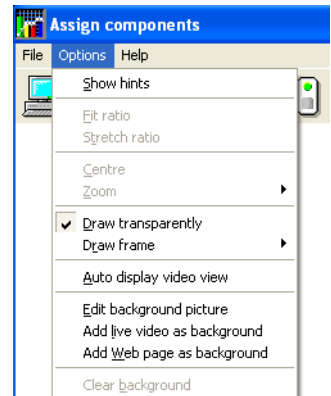 Assign components
File Options Help
Show hints
Fit ratio
Stretch ratio
Centre
Zoom
Draw transparently
Draw frame
Auto display video view
Edit background picture
Add live video as background
Add Web page as background
Clear background